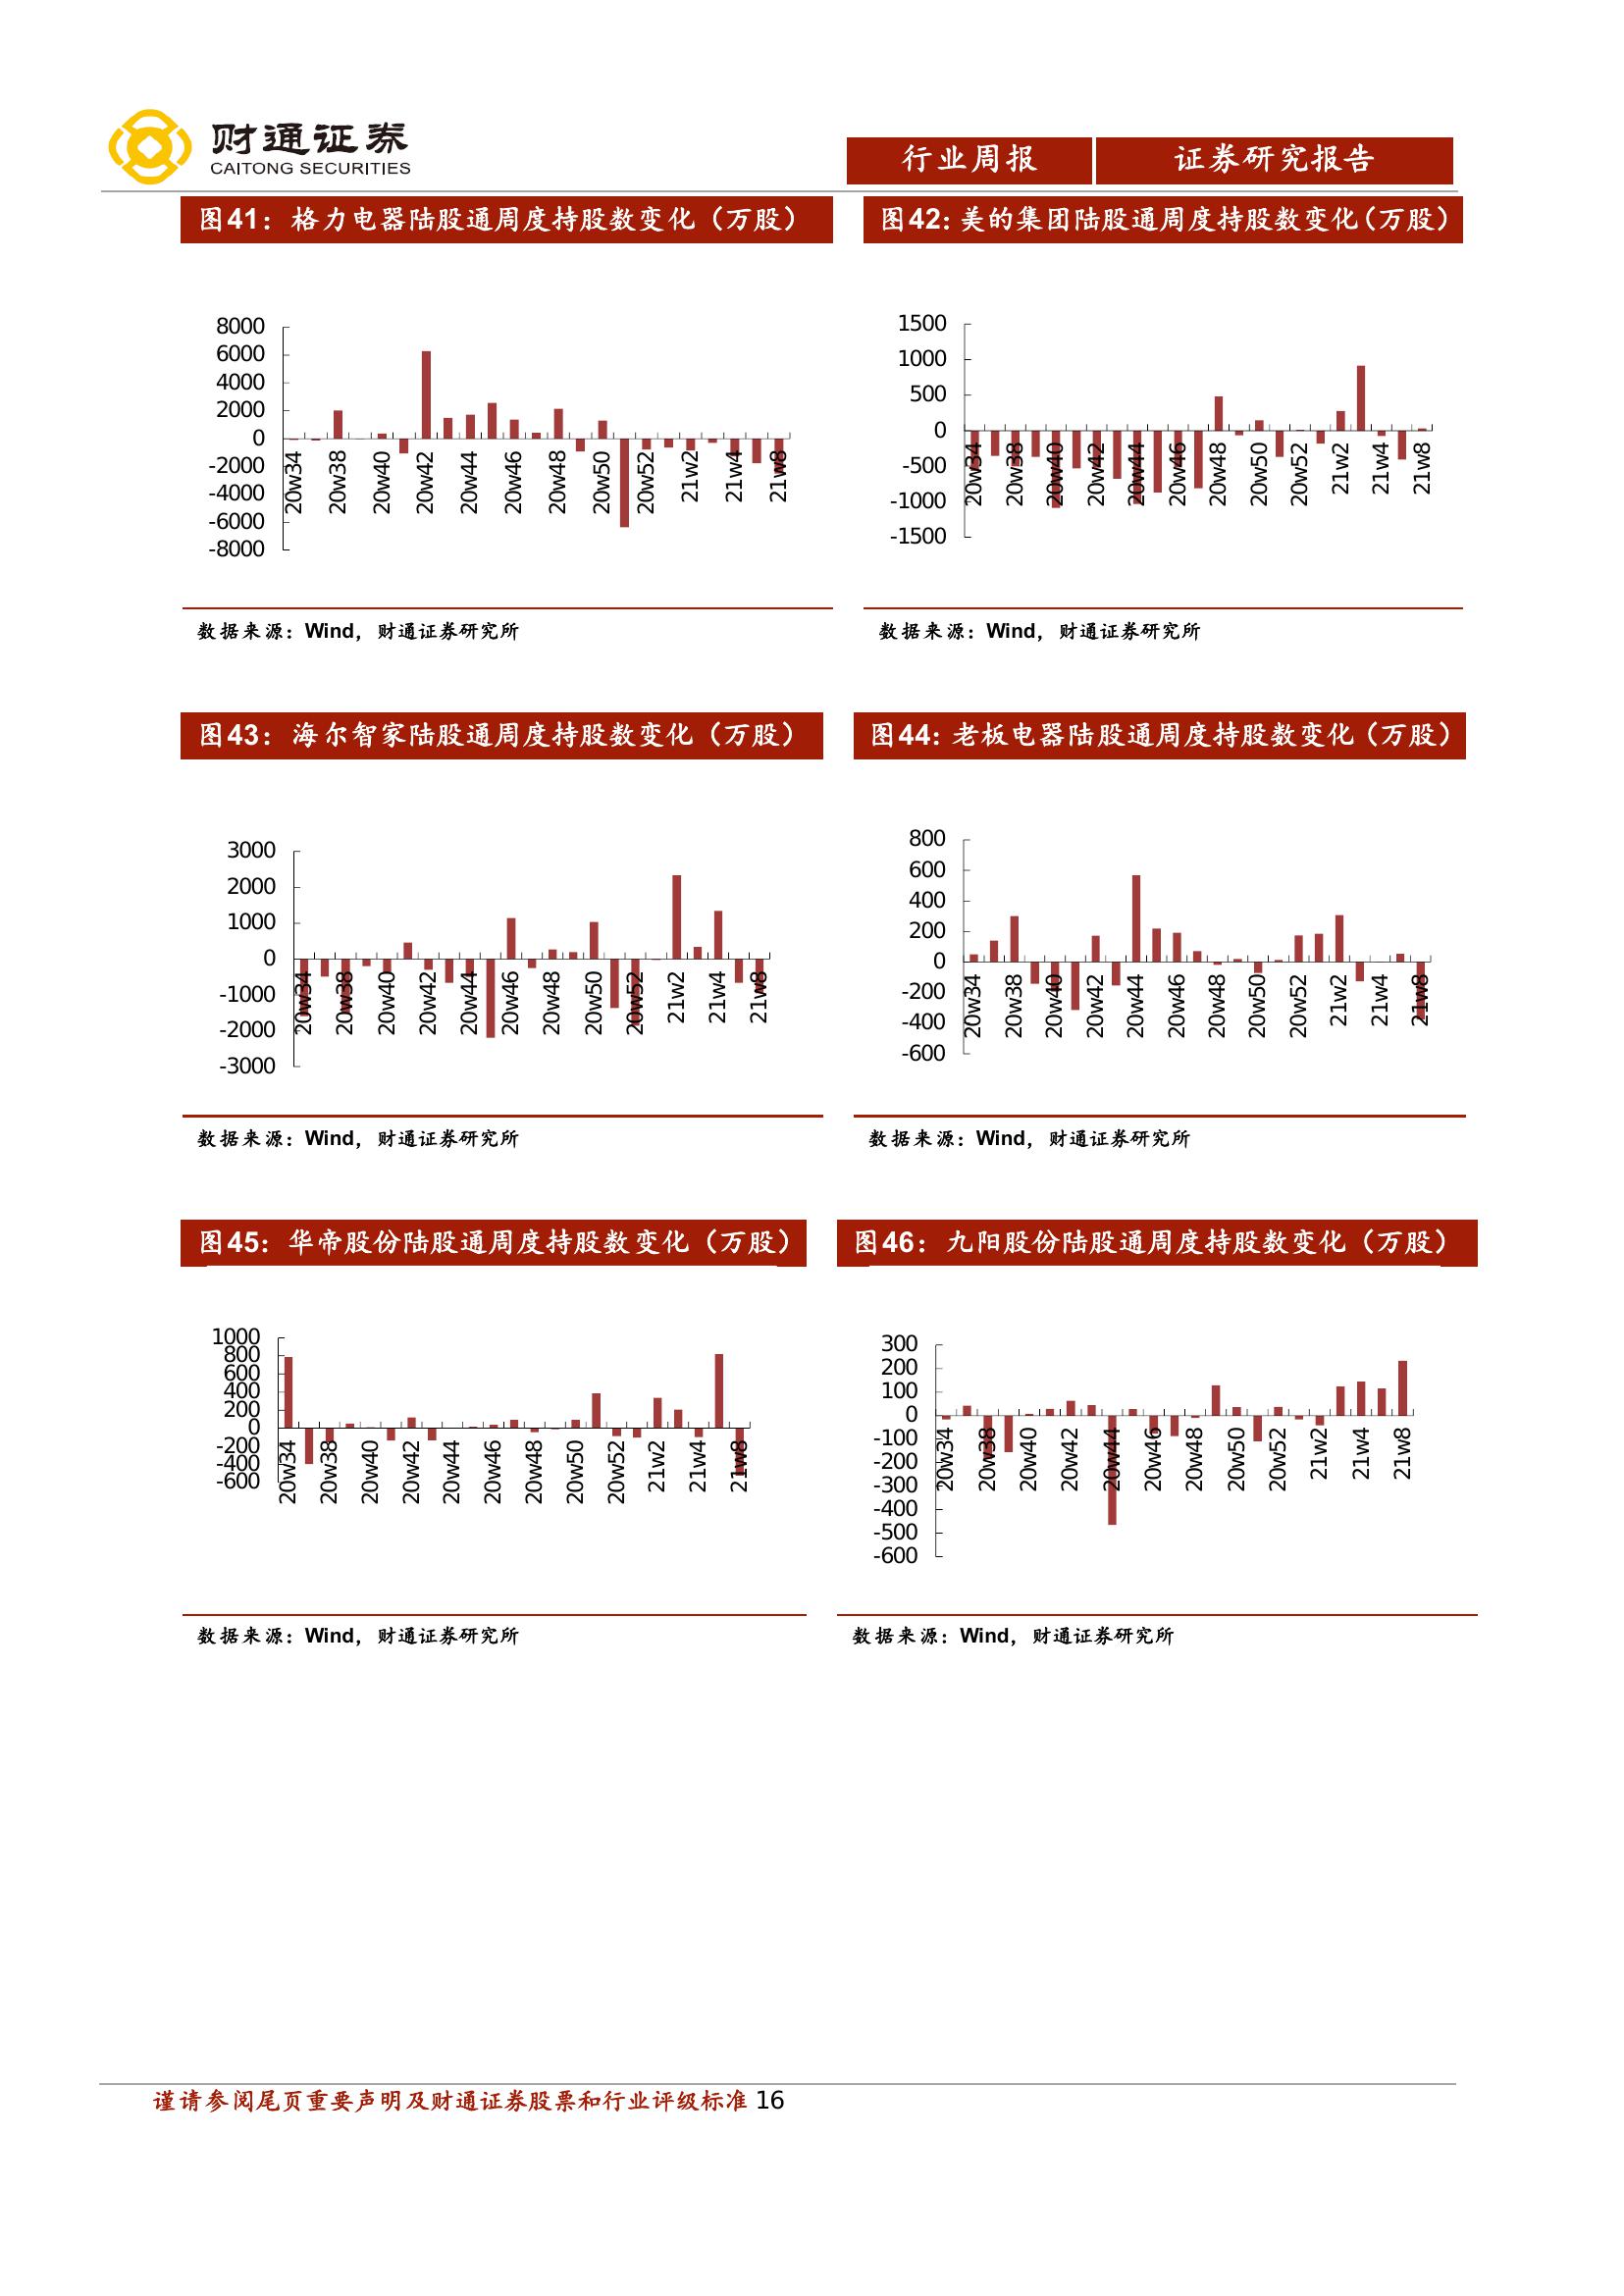 财通证券
CAITONG SECURITIES
行业周报
证券研究报告
图41：格力电器陆股通周度持股数变化（万股）
8000
6000
4000
2000
0
-2000
-4000
-6000
-8000
20w34
20w38
20w40
20w42
20w44
20w46
20w48
20w50
20w52
21w2
21w4
21w8
数据来源：Wind，财通证券研究所
图42：美的集团陆股通周度持股数变化（万股）
1500
1000
500
0
-500
-1000
-1500
20w34
20w38
20w40
20w42
20w44
20w46
20w48
20w50
20w52
21w2
21w4
21w8
数据来源：Wind，财通证券研究所
图43：海尔智家陆股通周度持股数变化（万股）
3000
2000
1000
0
-1000
-2000
-3000
20w34
20w38
20w40
20w42
20w44
20w46
20w48
20w50
20w52
21w2
21w4
21w8
数据来源：Wind，财通证券研究所
图44：老板电器陆股通周度持股数变化（万股）
800
600
400
200
0
-200
-400
-600
20w34
20w38
20w40
20w42
20w44
20w46
20w48
20w50
20w52
21w2
21w4
21w8
数据来源：Wind，财通证券研究所
图45：华帝股份陆股通周度持股数变化（万股）
1000
800
600
400
200
0
-200
-400
-600
20w34
20w38
20w40
20w42
20w44
20w46
20w48
20w50
20w52
21w2
21w4
21w8
数据来源：Wind，财通证券研究所
图46：九阳股份陆股通周度持股数变化（万股）
300
200
100
0
-100
-200
-300
-400
-500
-600
20w34
20w38
20w40
20w42
20w44
20w46
20w48
20w50
20w52
21w2
21w4
21w8
数据来源：Wind，财通证券研究所
谨请参阅尾页重要声明及财通证券股票和行业评级标准 16